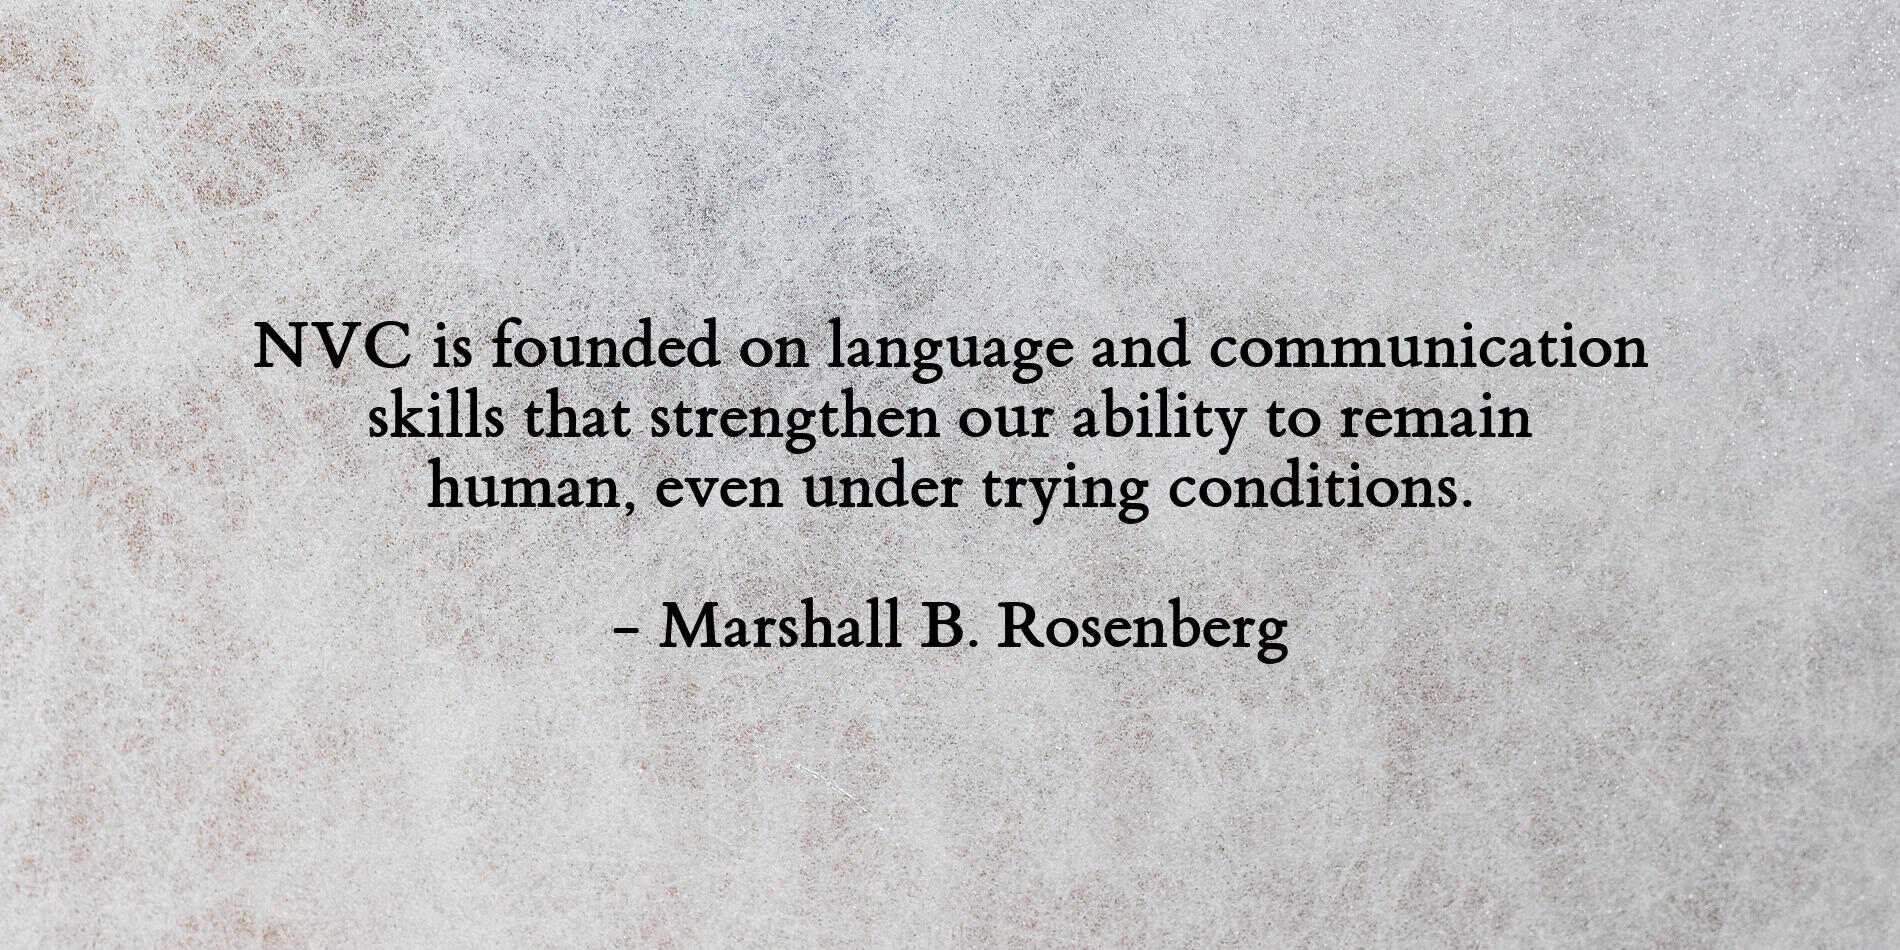 NVC is founded on language and communication
skills that strengthen our ability to remain
human, even under trying conditions.
- Marshall B. Rosenberg